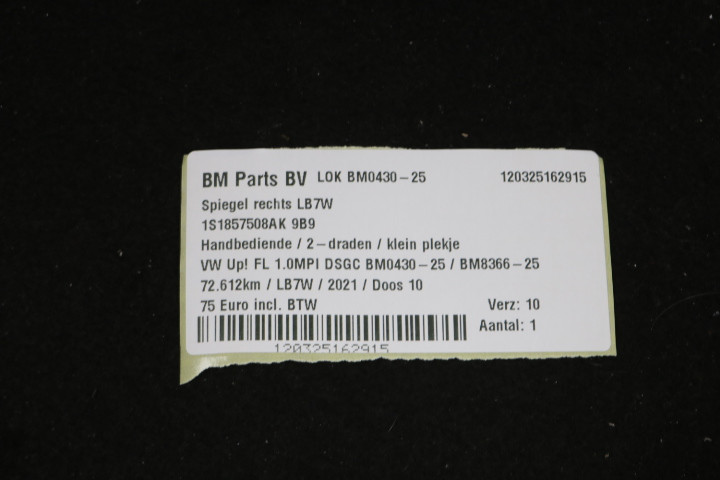 BM Parts BV LOK BM0430-25 120325162915
Spiegel rechts LB7W
1S1857508AK 9B9
Handbediende / 2-draden / klein plekje
VW Up! FL 1.0MPI DSGC BM0430-25 / BM8366-25
72.612km / LB7W / 2021 / Doos 10
75 Euro incl. BTW Verz: 10
Aantal: 1
120325162915